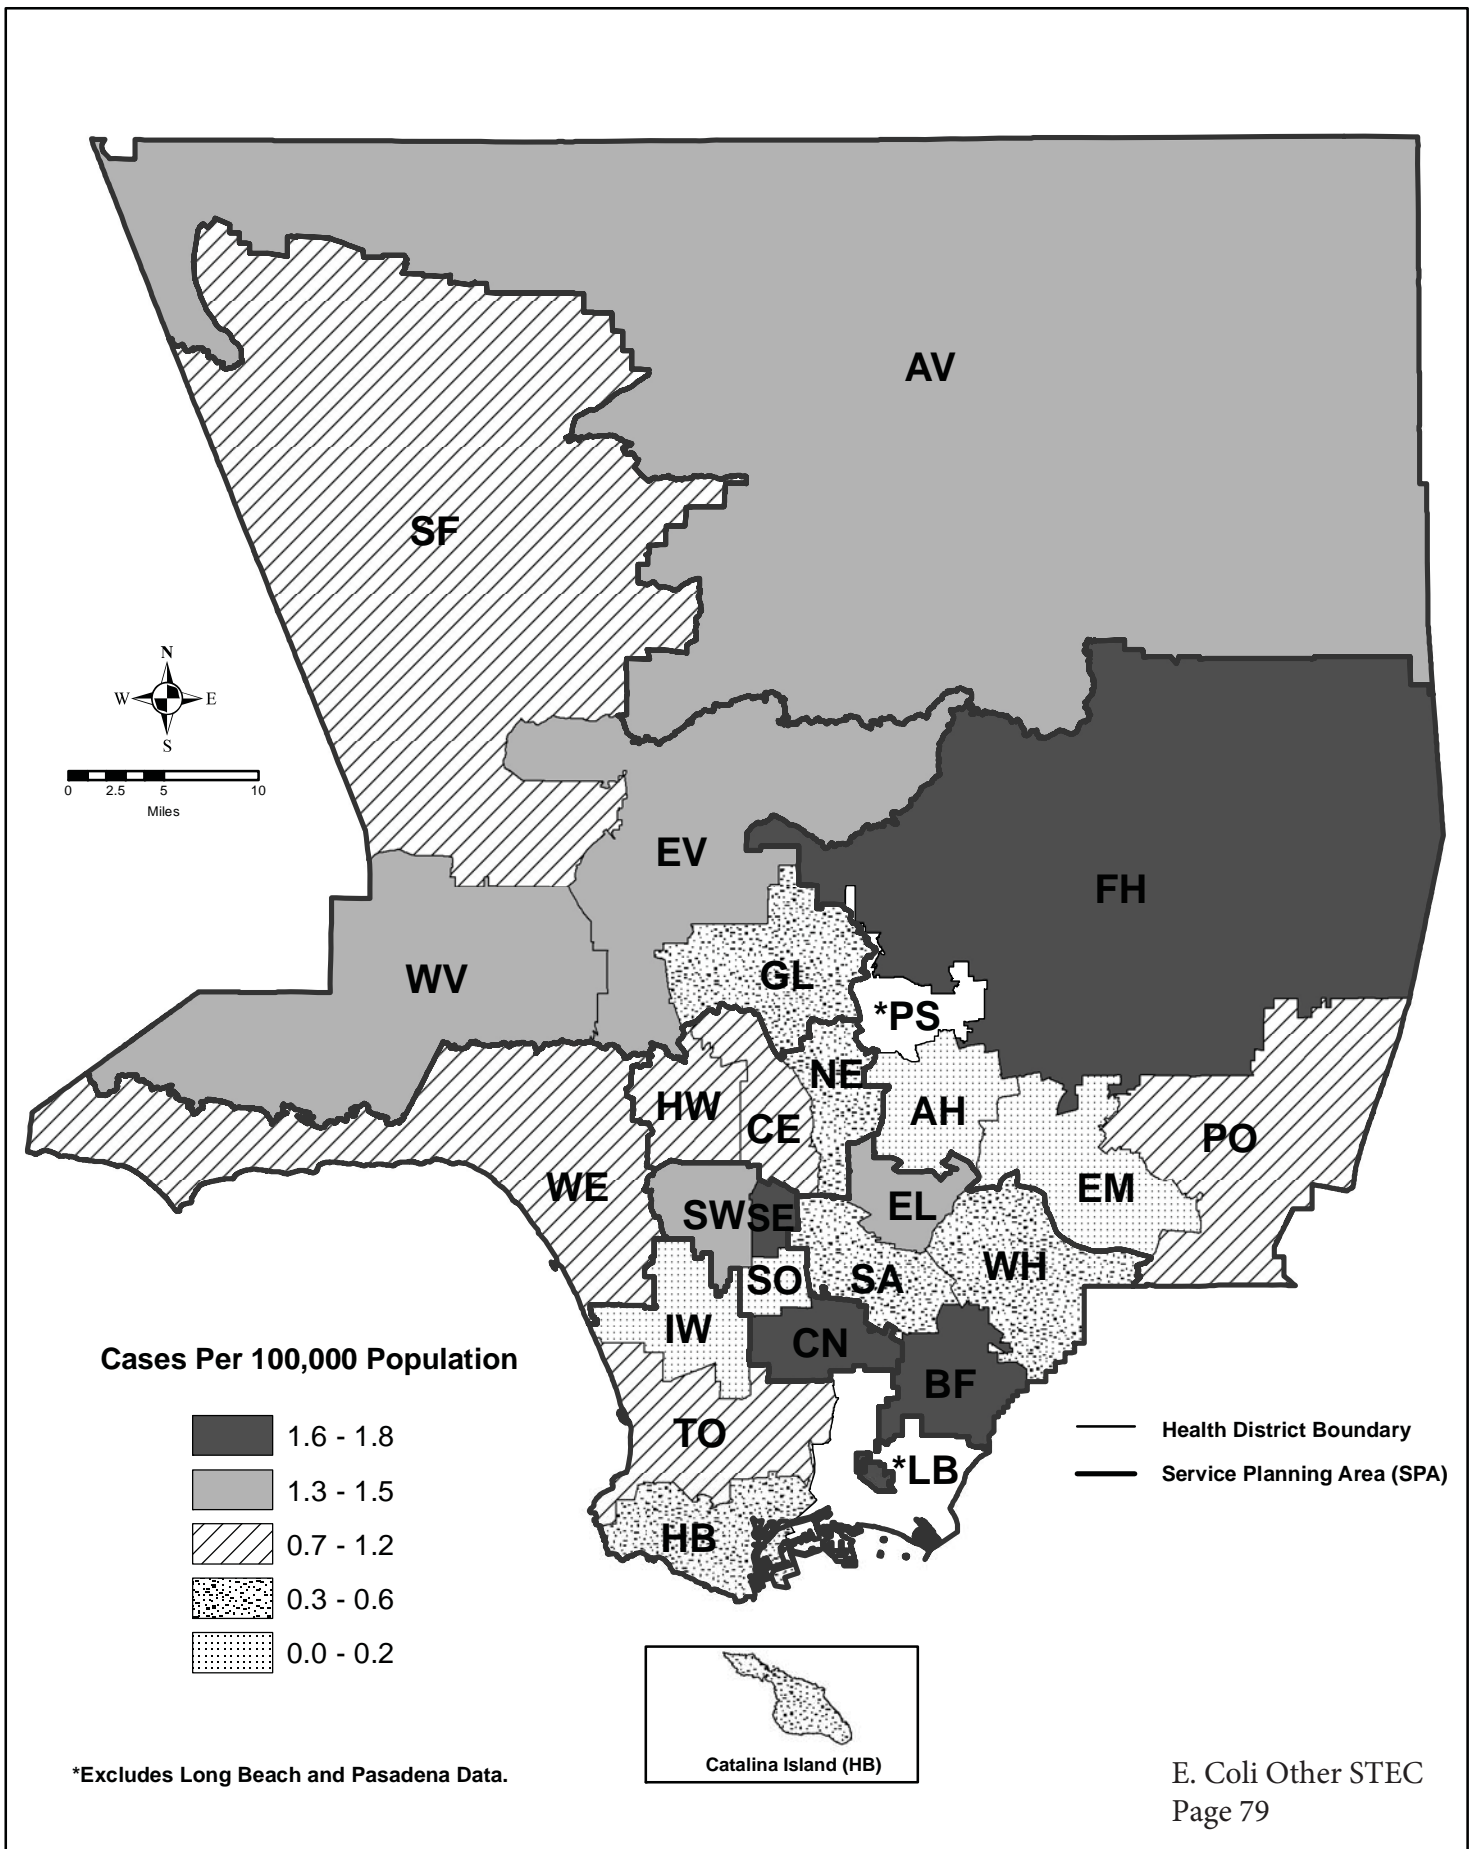 AV
SF
N
W E
S
0 2.5 5 10
Miles
EV
FH
WV
GL
*PS
NE
HW
AH
CE
PO
WE
EM
SW SE
EL
WH
SO
SA
IW
CN
BF
TO
*LB
HB
Cases Per 100,000 Population
1.6 - 1.8
1.3 - 1.5
0.7 - 1.2
0.3 - 0.6
0.0 - 0.2
Health District Boundary
Service Planning Area (SPA)
Catalina Island (HB)
*Excludes Long Beach and Pasadena Data.
E. Coli Other STEC
Page 79